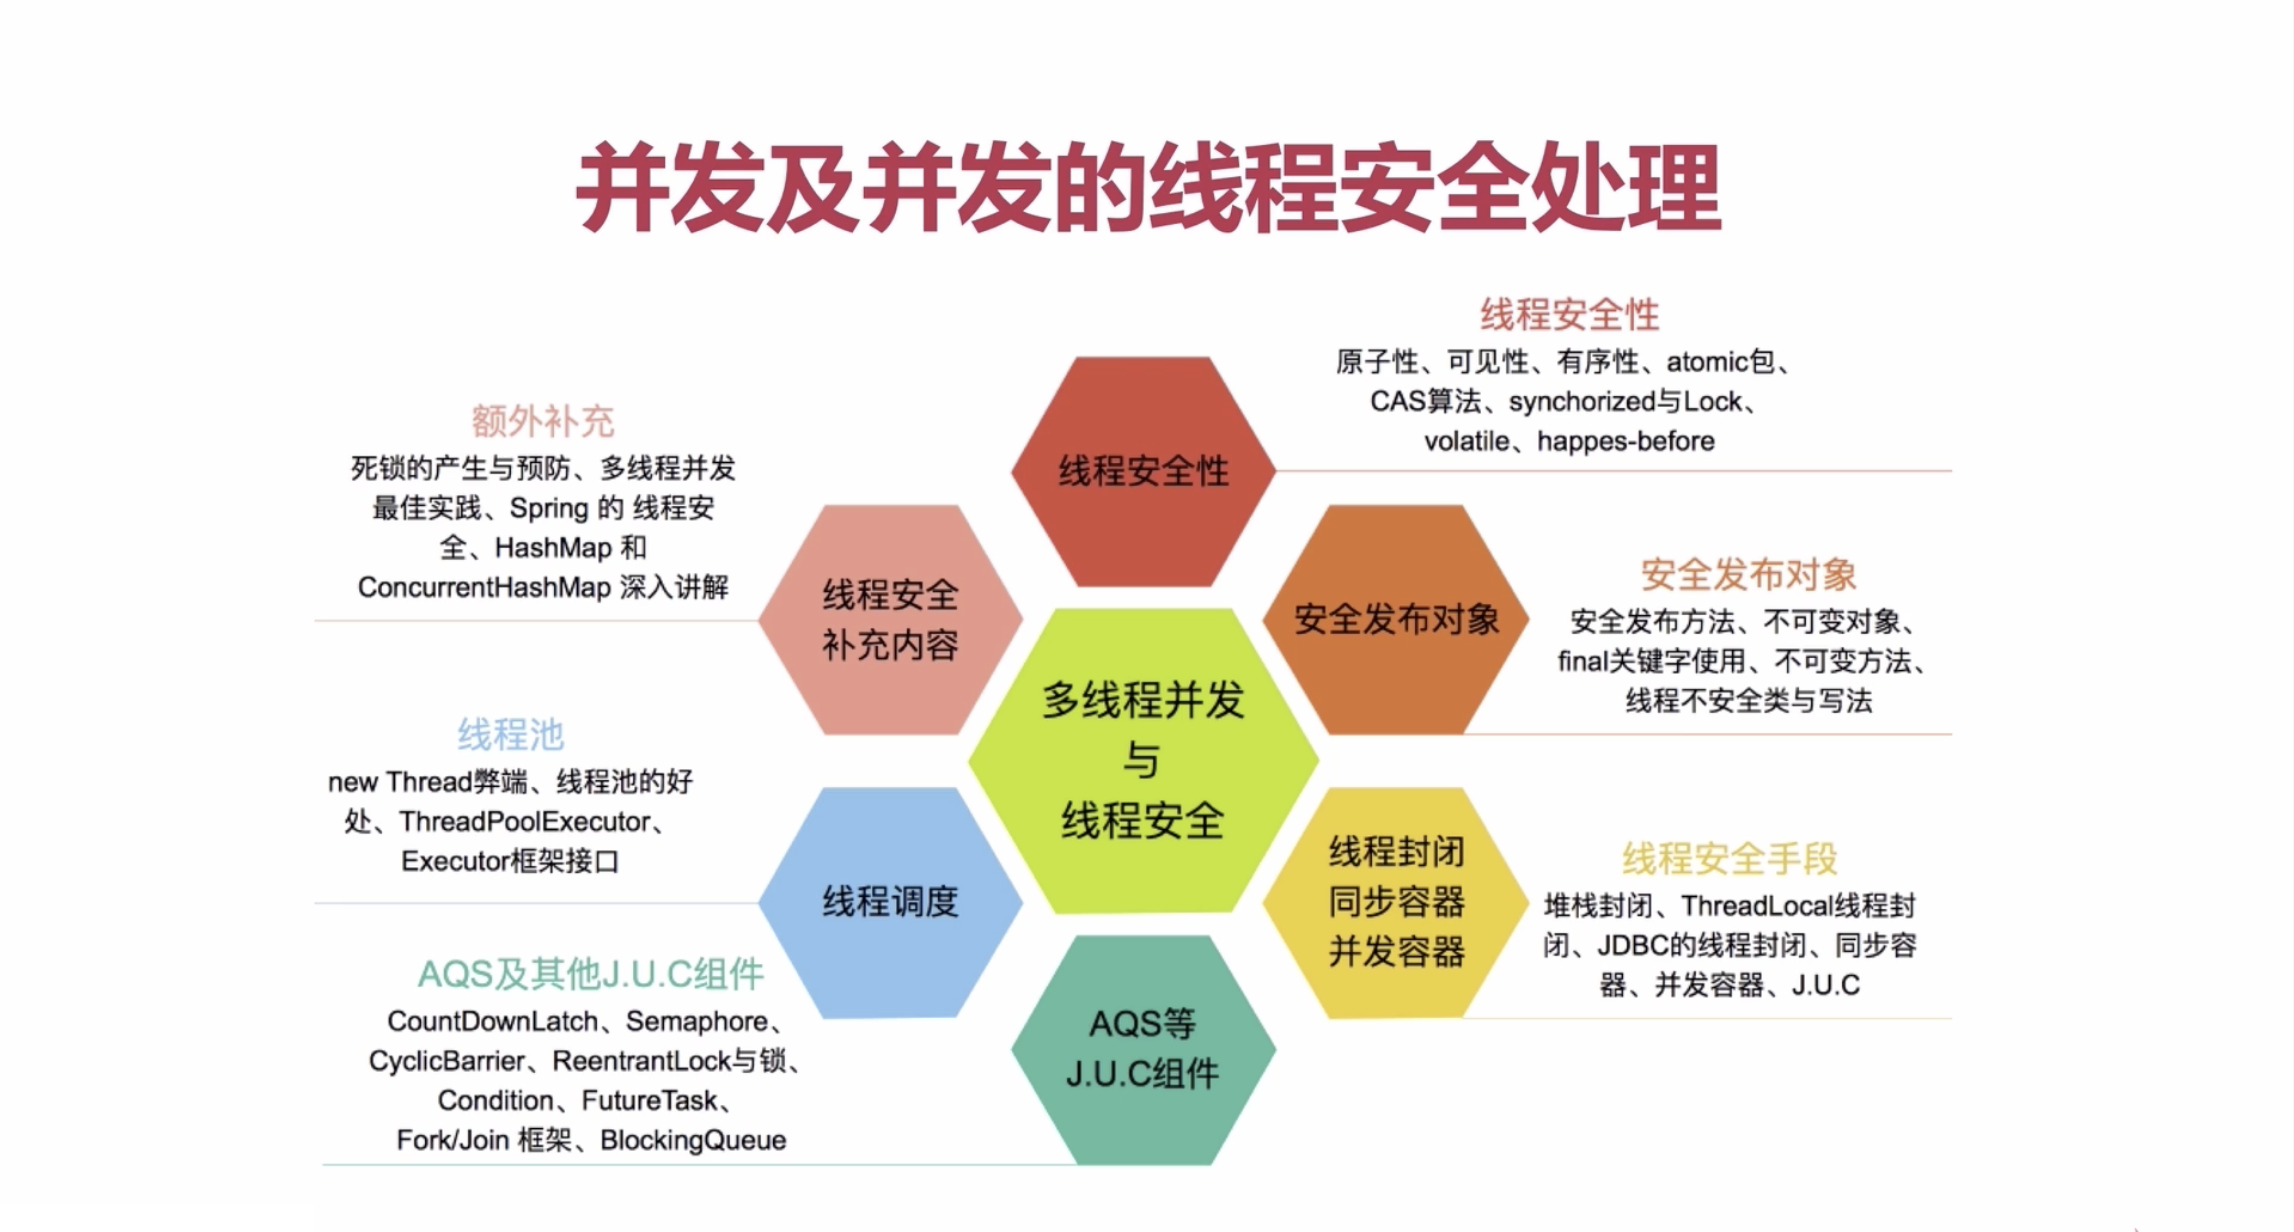 并发及并发的线程安全处理
线程安全性
原子性、可见性、有序性、atomic包、
CAS算法、synchorized与Lock、
volatile、happes-before
额外补充
死锁的产生与预防、多线程并发
最佳实践、Spring 的 线程安
全、HashMap 和
ConcurrentHashMap 深入讲解
线程安全性
线程安全
补充内容
安全发布对象
安全发布对象
安全发布方法、不可变对象、
final关键字使用、不可变方法、
线程不安全类与写法
多线程并发
与
线程安全
线程池
new Thread弊端、线程池的好
处、ThreadPoolExecutor、
Executor框架接口
线程调度
线程封闭
同步容器
并发容器
线程安全手段
堆栈封闭、ThreadLocal线程封
闭、JDBC的线程封闭、同步容
器、并发容器、J.U.C
AQS及其他J.U.C组件
CountDownLatch、Semaphore、
CyclicBarrier、ReentrantLock与锁、
Condition、FutureTask、
Fork/Join 框架、BlockingQueue
AQS等
J.U.C组件